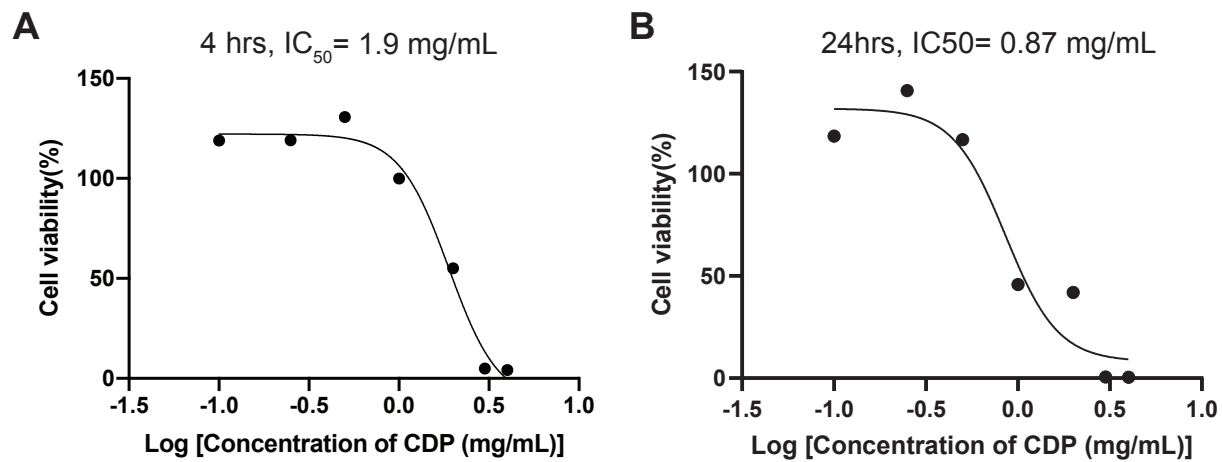 A
4 hrs, IC50= 1.9 mg/mL
Cell viability(%)
150
100
50
0
-1.5 -1.0 -0.5 0.0 0.5 1.0
Log [Concentration of CDP (mg/mL)]
B
24hrs, IC50= 0.87 mg/mL
Cell viability(%)
150
100
50
0
-1.5 -1.0 -0.5 0.0 0.5 1.0
Log [Concentration of CDP (mg/mL)]